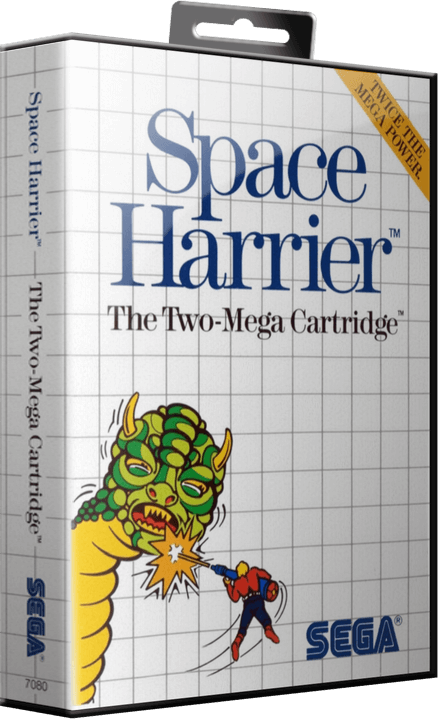 TWICE THE
MEGA POWER.
Space
Harrier™
The Two-Mega Cartridge™
SEGA®
Space Harrier™ The Two-Mega Cartridge™
SEGA
7080